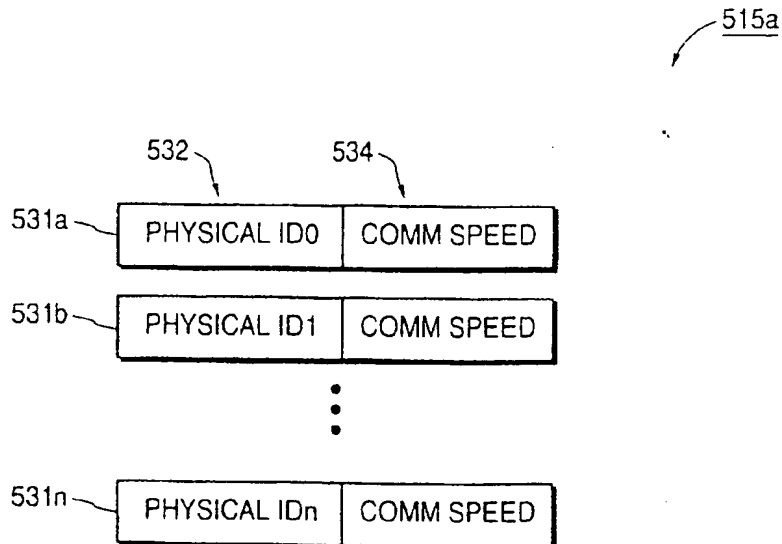 515a
532 534
531a PHYSICAL ID0 COMM SPEED
531b PHYSICAL ID1 COMM SPEED
531n PHYSICAL IDn COMM SPEED